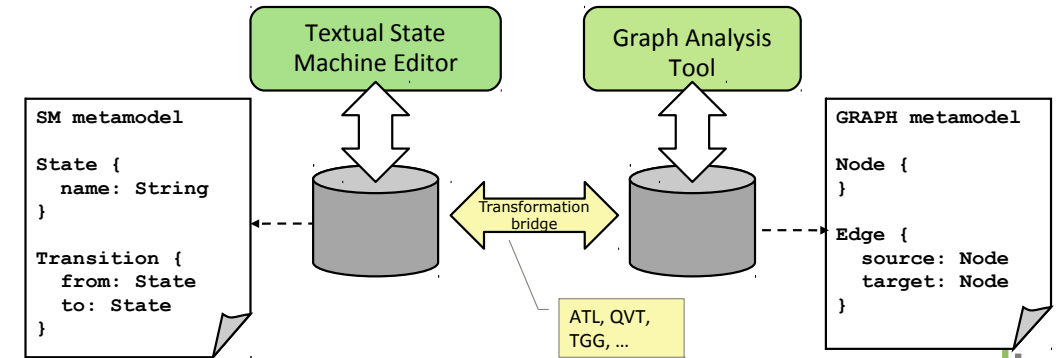 Textual State
Machine Editor
Graph Analysis
Tool
SM metamodel
State {
name: String
}
Transition {
from: State
to: State
}
Transformation
bridge
ATL, QVT,
TGG, …
GRAPH metamodel
Node {
}
Edge {
source: Node
target: Node
}